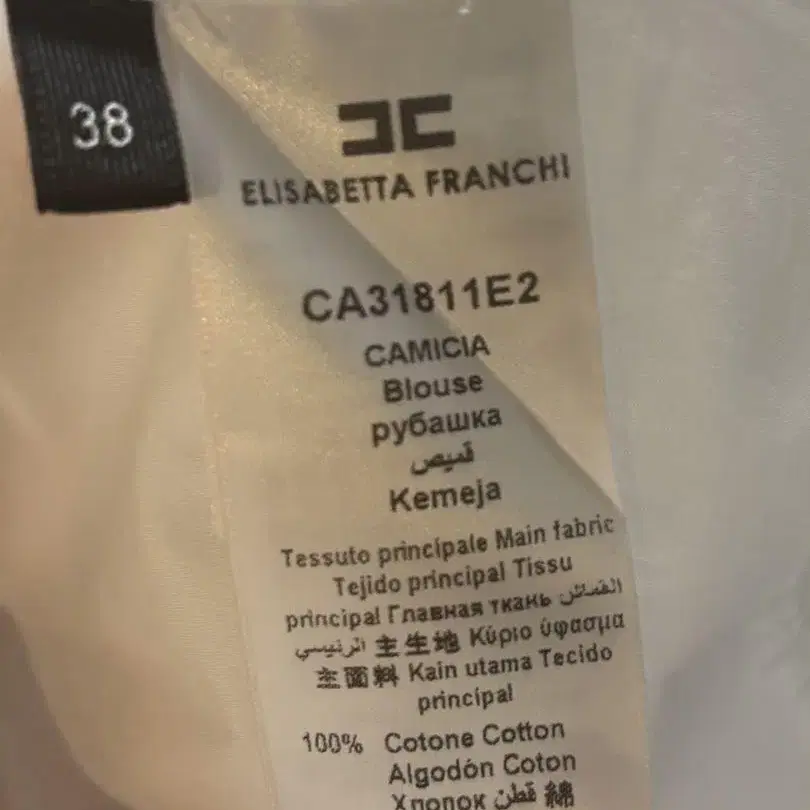 38
ELISABETTA FRANCHI
CA31811E2
CAMICIA
Blouse
рубашка
قميص
Kemeja
Tessuto principale Main fabric
Tejido principal Tissu
principal Главная ткань القماش
الرئيسي 主生地 Κύριο ύφασμα
主面料 Kain utama Tecido
principal
100% Cotone Cotton
Algodón Coton
Хлопок قطن 綿